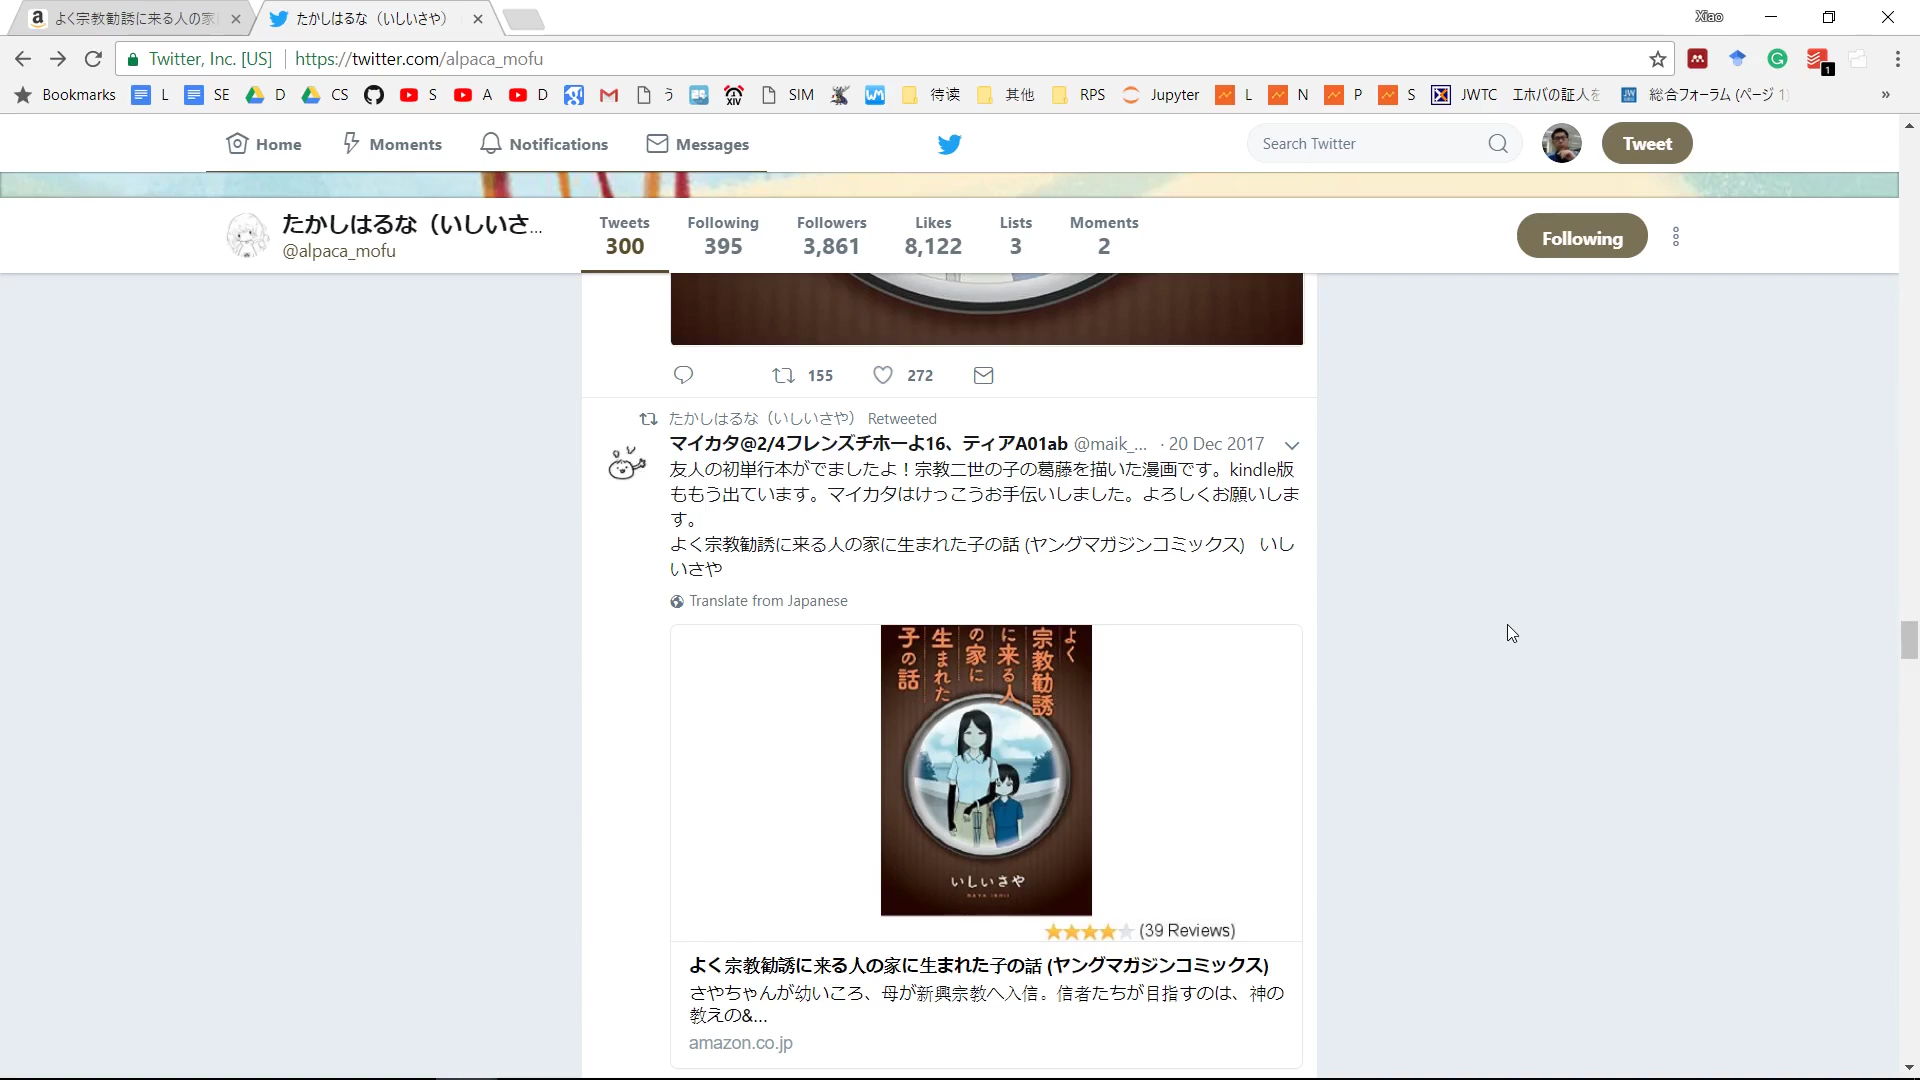 よく宗教勧誘に来る人の家
たかしはるな（いしいさや）
Xiao
Twitter, Inc. [US]
https://twitter.com/alpaca_mofu
1
Bookmarks L SE D CS S A D う SIM 待读 其他 RPS Jupyter L N P S JWTC エホバの証人を 総合フォーラム (ページ 1)
Home Moments Notifications Messages
Search Twitter
Tweet
たかしはるな（いしいさ...
@alpaca_mofu
Tweets 300
Following 395
Followers 3,861
Likes 8,122
Lists 3
Moments 2
Following
155 272
たかしはるな（いしいさや） Retweeted
マイカタ@2/4フレンズチホーよ16、ティアA01ab @maik_... · 20 Dec 2017
友人の初単行本がでましたよ！宗教二世の子の葛藤を描いた漫画です。kindle版
ももう出ています。マイカタはけっこうお手伝いしました。よろしくお願いしま
す。
よく宗教勧誘に来る人の家に生まれた子の話 (ヤングマガジンコミックス) いし
いさや
Translate from Japanese
よく
宗教勧誘
に来る人
の家に
生まれた
子の話
いしいさや
(39 Reviews)
よく宗教勧誘に来る人の家に生まれた子の話 (ヤングマガジンコミックス)
さやちゃんが幼いころ、母が新興宗教へ入信。信者たちが目指すのは、神の
教えの&...
amazon.co.jp